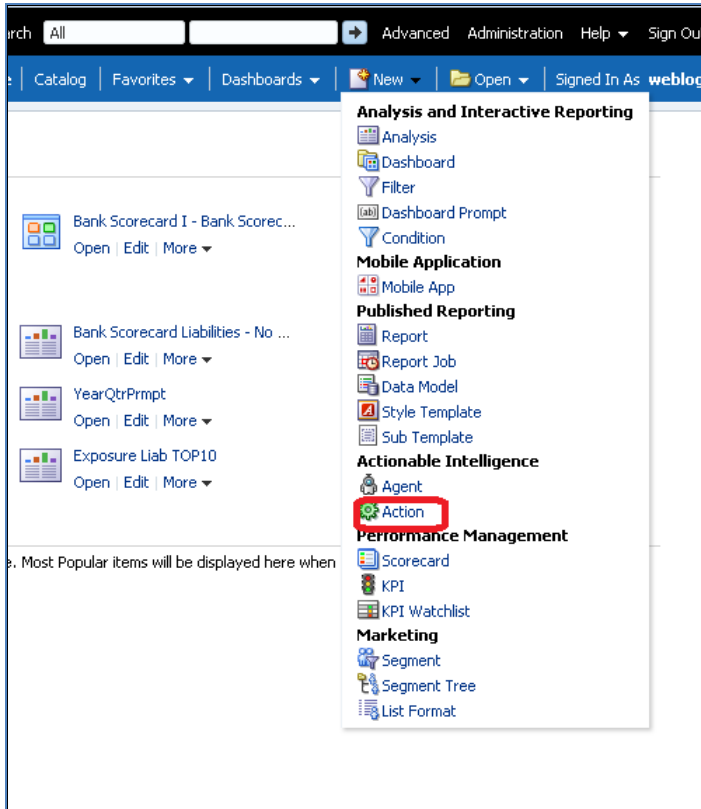 All Advanced Administration Help Sign Out
Catalog Favorites Dashboards New Open Signed In As
Analysis and Interactive Reporting
Analysis
Dashboard
Filter
Dashboard Prompt
Condition
Mobile Application
Mobile App
Published Reporting
Report
Report Job
Data Model
Style Template
Sub Template
Actionable Intelligence
Agent
Action
Performance Management
Scorecard
KPI
KPI Watchlist
Marketing
Segment
Segment Tree
List Format
Bank Scorecard I - Bank Scorec...
Open | Edit | More
Bank Scorecard Liabilities - No ...
Open | Edit | More
YearQtrPrmpt
Open | Edit | More
Exposure Liab TOP10
Open | Edit | More
. Most Popular items will be displayed here when